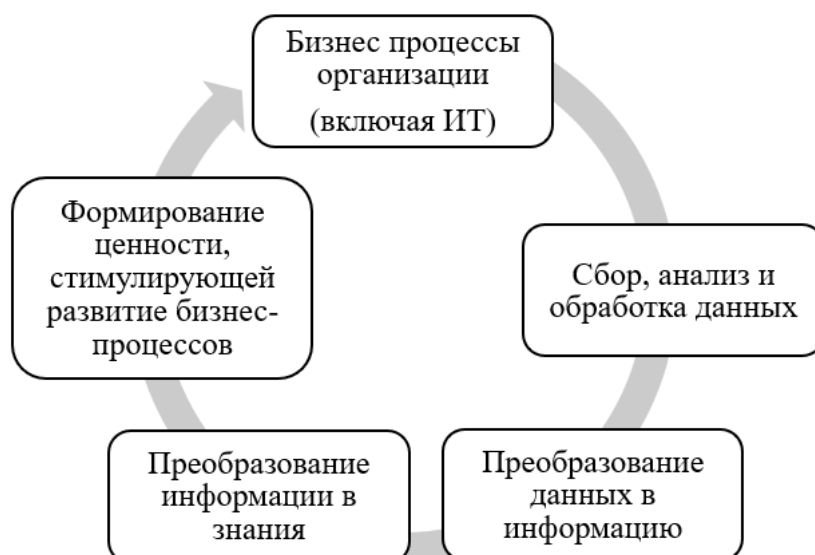 Бизнес процессы
организации
(включая ИТ)
Сбор, анализ и
обработка данных
Преобразование
данных в
информацию
Преобразование
информации в
знания
Формирование
ценности,
стимулирующей
развитие бизнес-
процессов